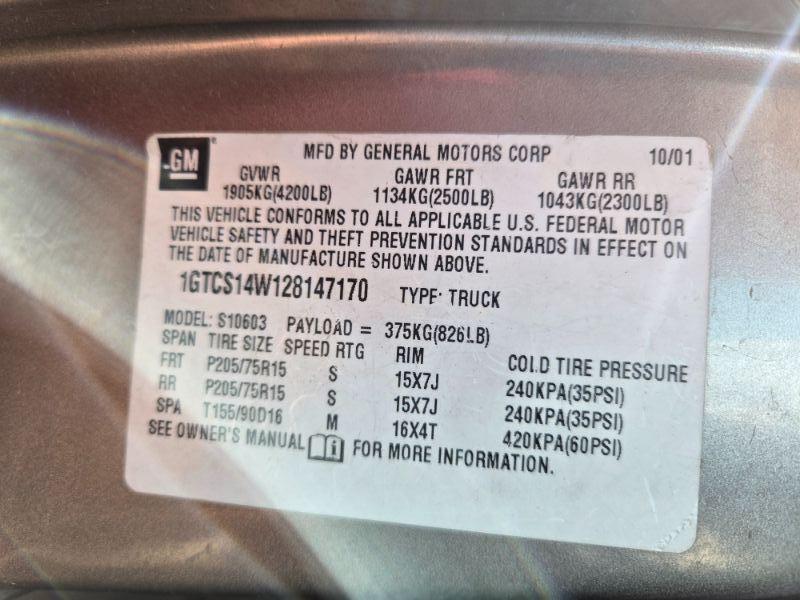 GM
MFD BY GENERAL MOTORS CORP 10/01
GVWR GAWR FRT GAWR RR
1905KG(4200LB) 1134KG(2500LB) 1043KG(2300LB)
THIS VEHICLE CONFORMS TO ALL APPLICABLE U.S. FEDERAL MOTOR
VEHICLE SAFETY AND THEFT PREVENTION STANDARDS IN EFFECT ON
THE DATE OF MANUFACTURE SHOWN ABOVE.
1GTCS14W128147170 TYPE: TRUCK
MODEL: S10603 PAYLOAD = 375KG(826LB)
SPAN TIRE SIZE SPEED RTG RIM COLD TIRE PRESSURE
FRT P205/75R15 S 15X7J 240KPA(35PSI)
RR P205/75R15 S 15X7J 240KPA(35PSI)
SPA T155/90D16 M 16X4T 420KPA(60PSI)
SEE OWNER'S MANUAL FOR MORE INFORMATION.